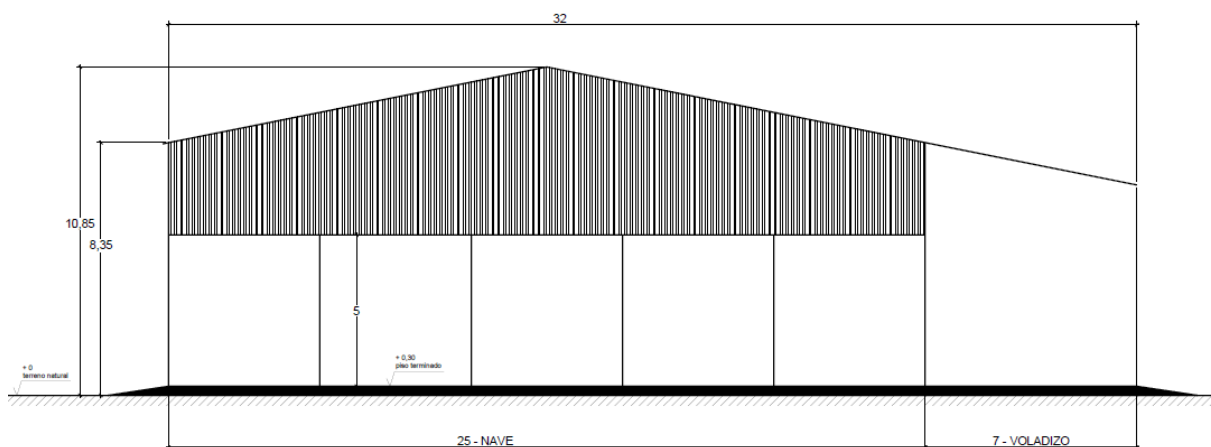 32
10,85
8,35
5
+ 0,30
piso terminado
+ 0
terreno natural
25 - NAVE
7 - VOLADIZO